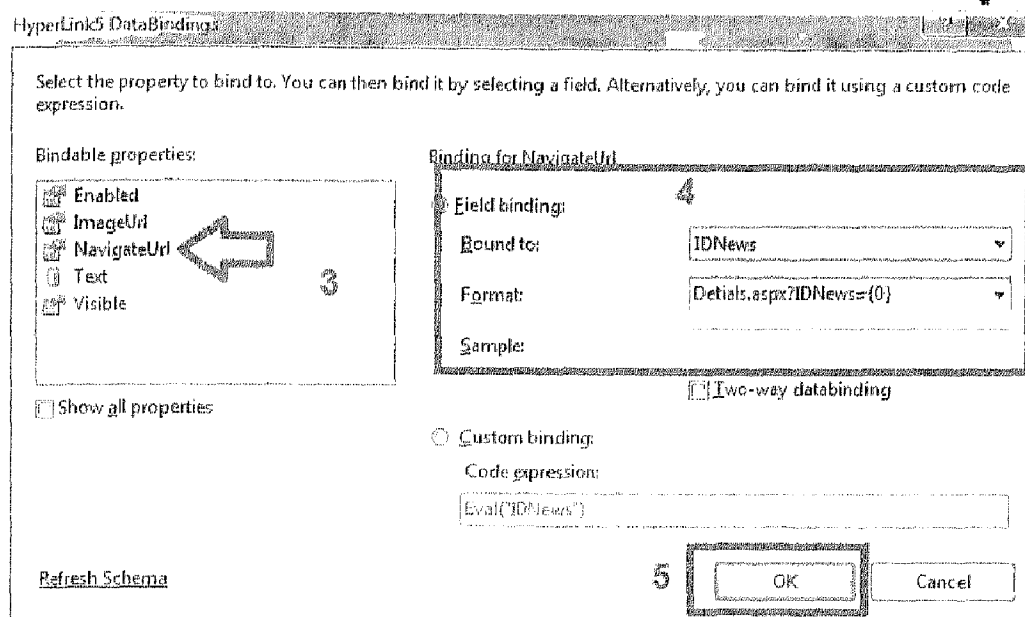 HyperLink5 DataBindings
Select the property to bind to. You can then bind it by selecting a field. Alternatively, you can bind it using a custom code
expression.
Bindable properties:
Enabled
ImageUrl
NavigateUrl
Text
Visible
3
Show all properties
Binding for NavigateUrl
4
Field binding:
Bound to: IDNews
Format: Detials.aspx?IDNews={0}
Sample:
Two-way databinding
Custom binding:
Code expression:
Eval("IDNews")
Refresh Schema
5
OK
Cancel